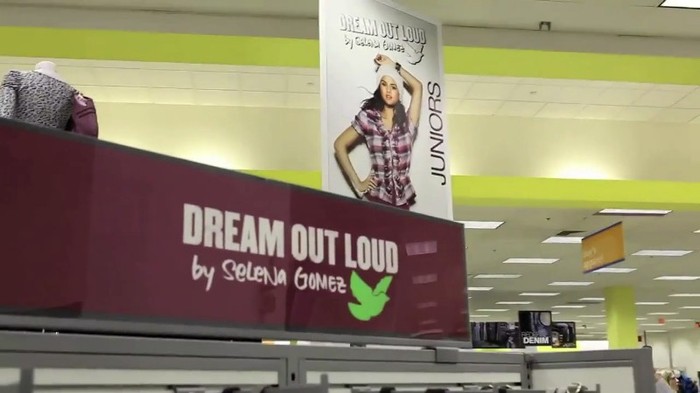 DREAM OUT LOUD
by Selena Gomez
JUNIORS
DREAM OUT LOUD
by Selena Gomez
DENIM